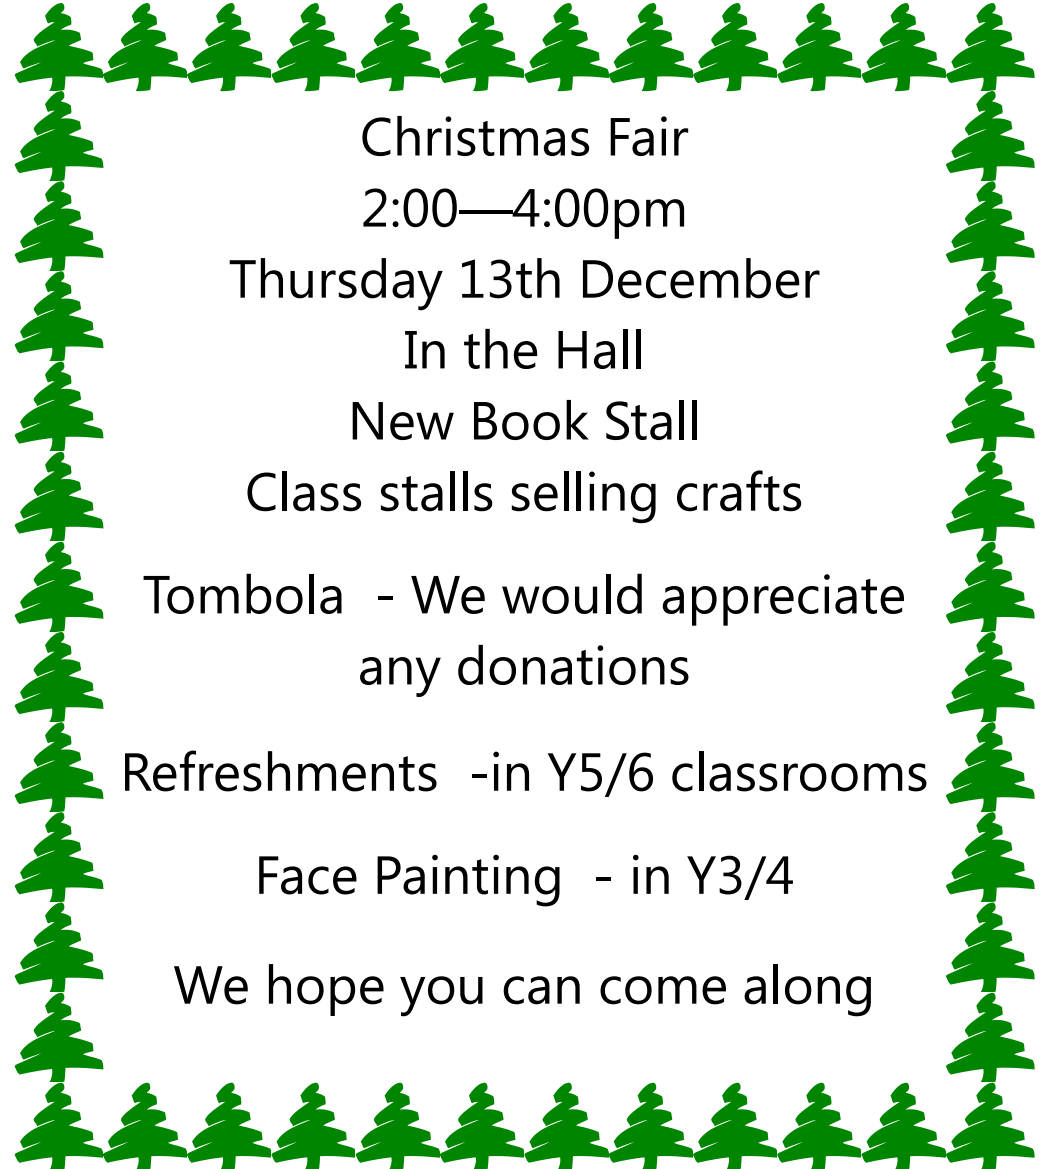 Christmas Fair
2:00—4:00pm
Thursday 13th December
In the Hall
New Book Stall
Class stalls selling crafts
Tombola  - We would appreciate
any donations
Refreshments  -in Y5/6 classrooms
Face Painting  - in Y3/4
We hope you can come along